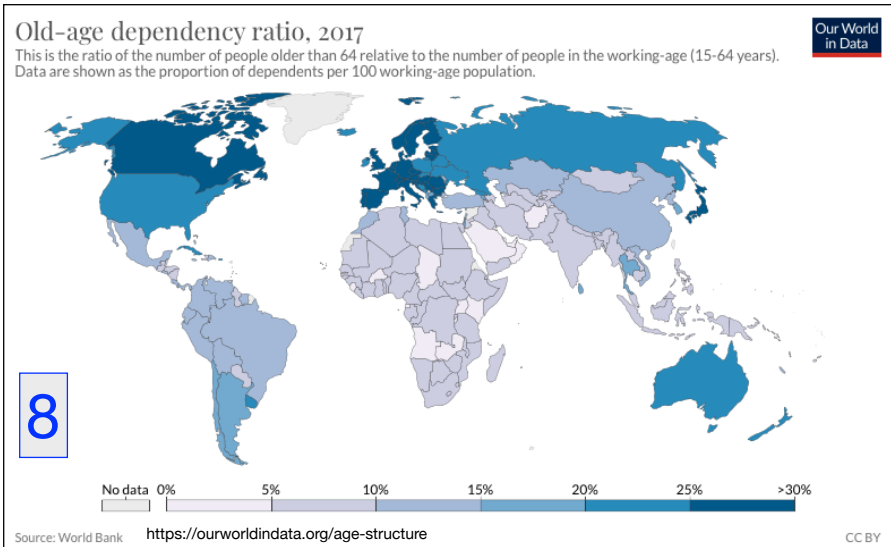 Old-age dependency ratio, 2017
Our World
in Data
This is the ratio of the number of people older than 64 relative to the number of people in the working-age (15-64 years).
Data are shown as the proportion of dependents per 100 working-age population.
8
No data 0% 5% 10% 15% 20% 25% >30%
Source: World Bank https://ourworldindata.org/age-structure CC BY